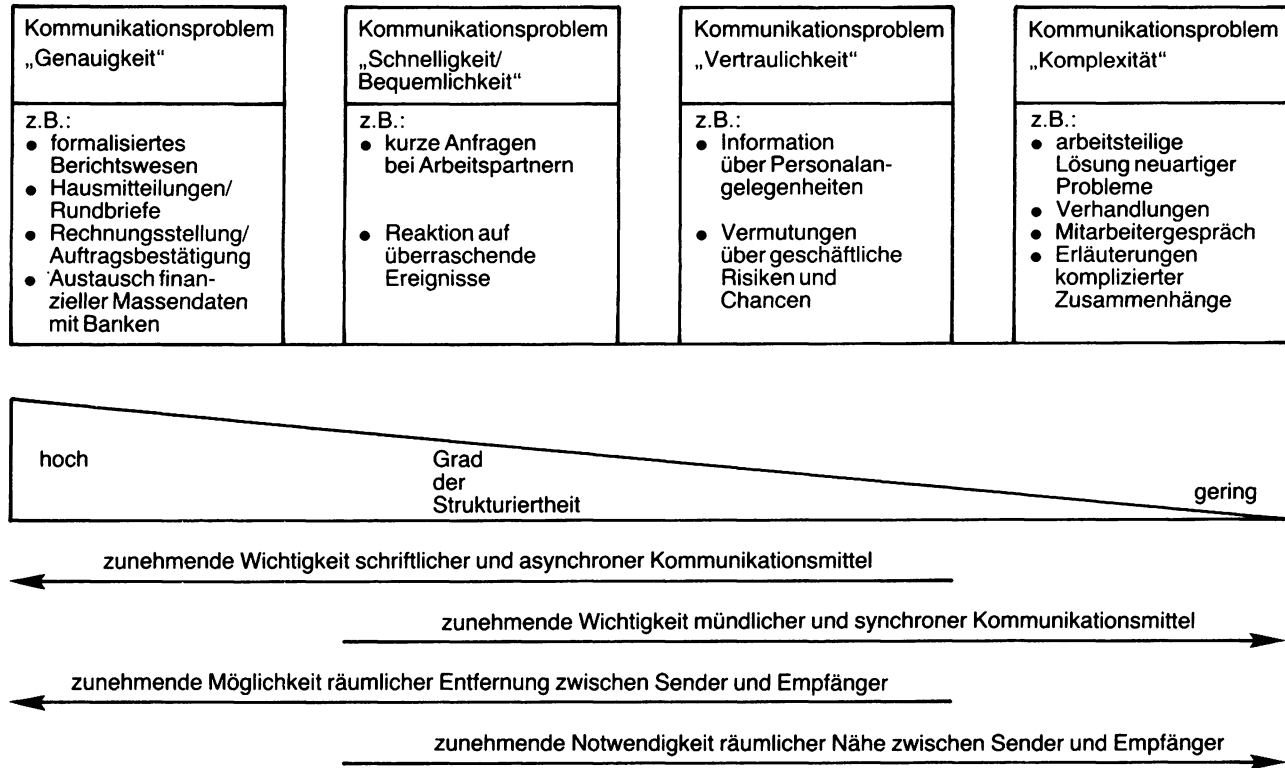 Kommunikationsproblem
„Genauigkeit“
z.B.:
● formalisiertes
Berichtswesen
● Hausmitteilungen/
Rundbriefe
● Rechnungsstellung/
Auftragsbestätigung
● Austausch finan-
zieller Massendaten
mit Banken
Kommunikationsproblem
„Schnelligkeit/
Bequemlichkeit“
z.B.:
● kurze Anfragen
bei Arbeitspartnern
● Reaktion auf
überraschende
Ereignisse
Kommunikationsproblem
„Vertraulichkeit“
z.B.:
● Information
über Personalan-
gelegenheiten
● Vermutungen
über geschäftliche
Risiken und
Chancen
Kommunikationsproblem
„Komplexität“
z.B.:
● arbeitsteilige
Lösung neuartiger
Probleme
● Verhandlungen
● Mitarbeitergespräch
● Erläuterungen
komplizierter
Zusammenhänge
hoch
Grad
der
Strukturiertheit
gering
zunehmende Wichtigkeit schriftlicher und asynchroner Kommunikationsmittel
zunehmende Wichtigkeit mündlicher und synchroner Kommunikationsmittel
zunehmende Möglichkeit räumlicher Entfernung zwischen Sender und Empfänger
zunehmende Notwendigkeit räumlicher Nähe zwischen Sender und Empfänger